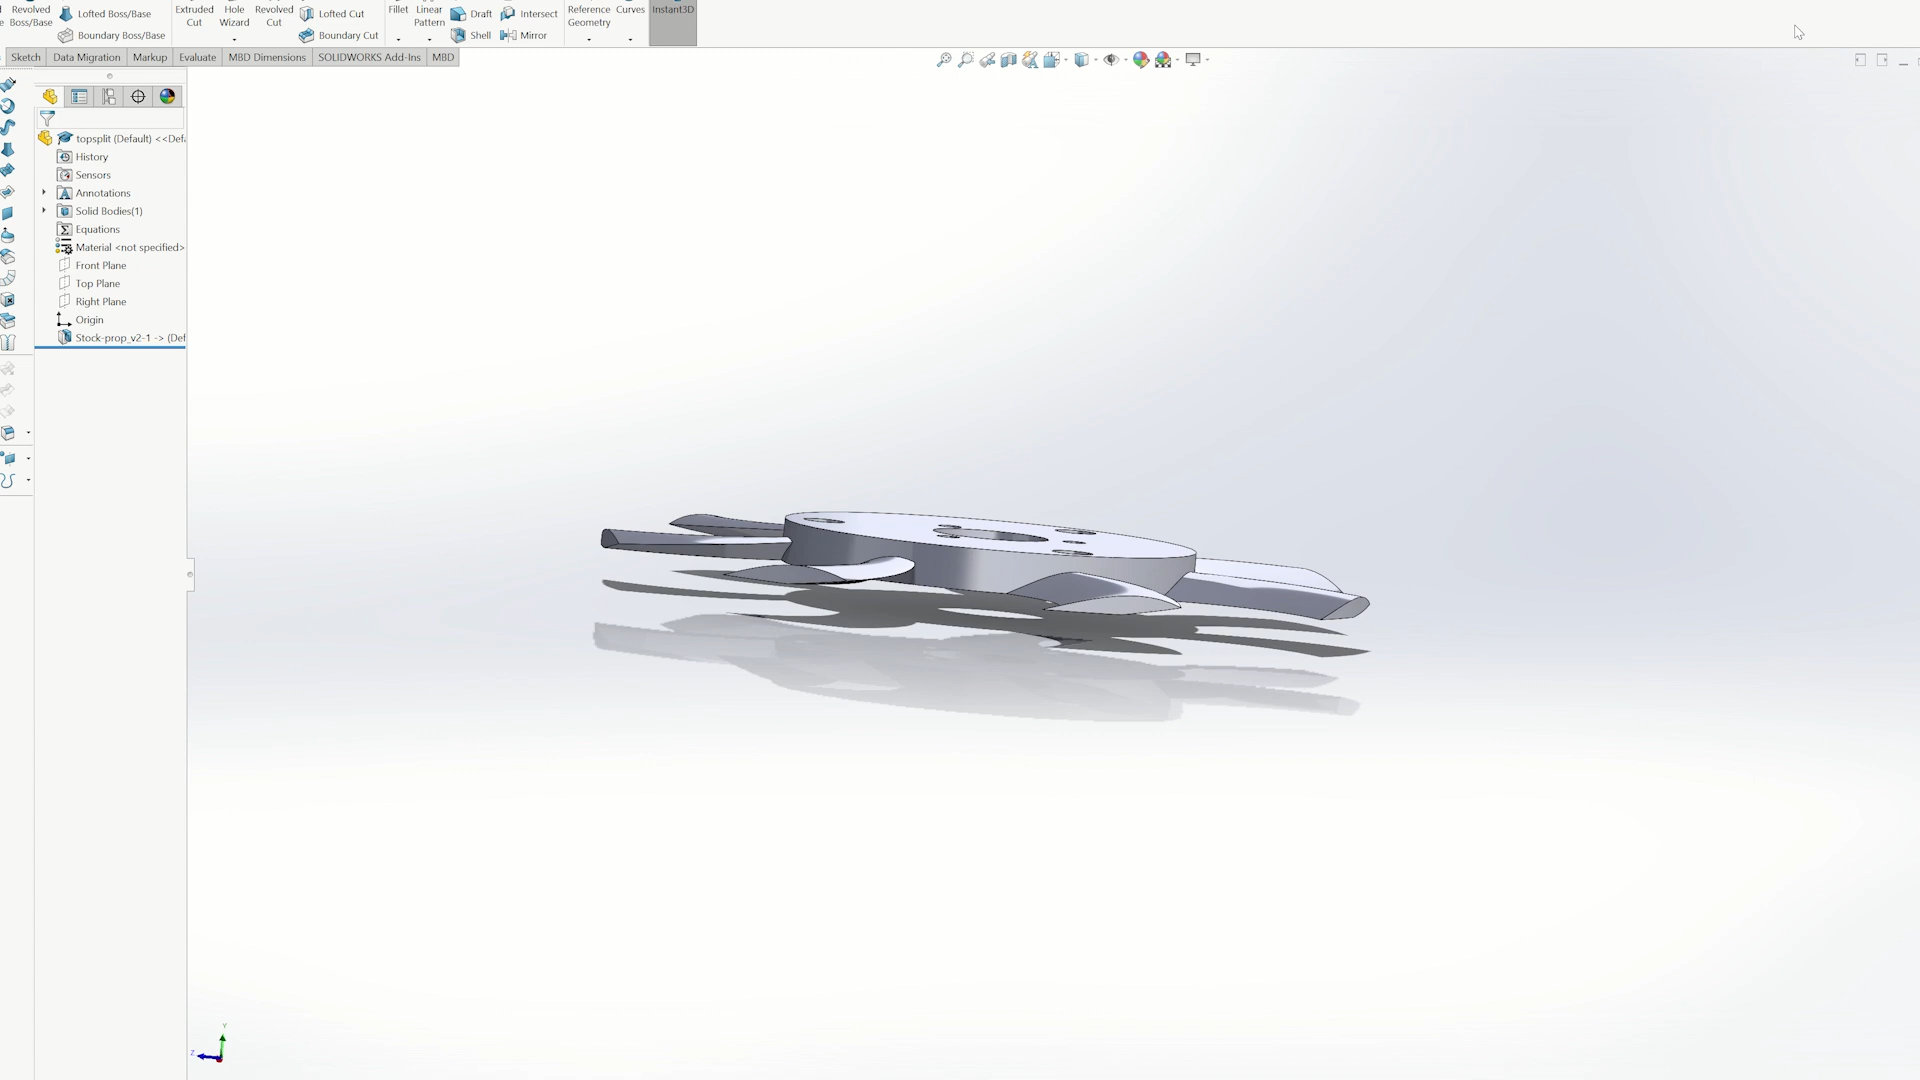 Revolved
Boss/Base
Lofted Boss/Base
Boundary Boss/Base
Extruded
Cut
Hole
Wizard
Revolved
Cut
Lofted Cut
Boundary Cut
Fillet
Linear
Pattern
Draft
Shell
Intersect
Mirror
Reference
Geometry
Curves
Instant3D
Sketch
Data Migration
Markup
Evaluate
MBD Dimensions
SOLIDWORKS Add-Ins
MBD
topsplit (Default) <<Defa
History
Sensors
Annotations
Solid Bodies(1)
Equations
Material <not specified>
Front Plane
Top Plane
Right Plane
Origin
Stock-prop_v2-1 -> (Def
Y
Z